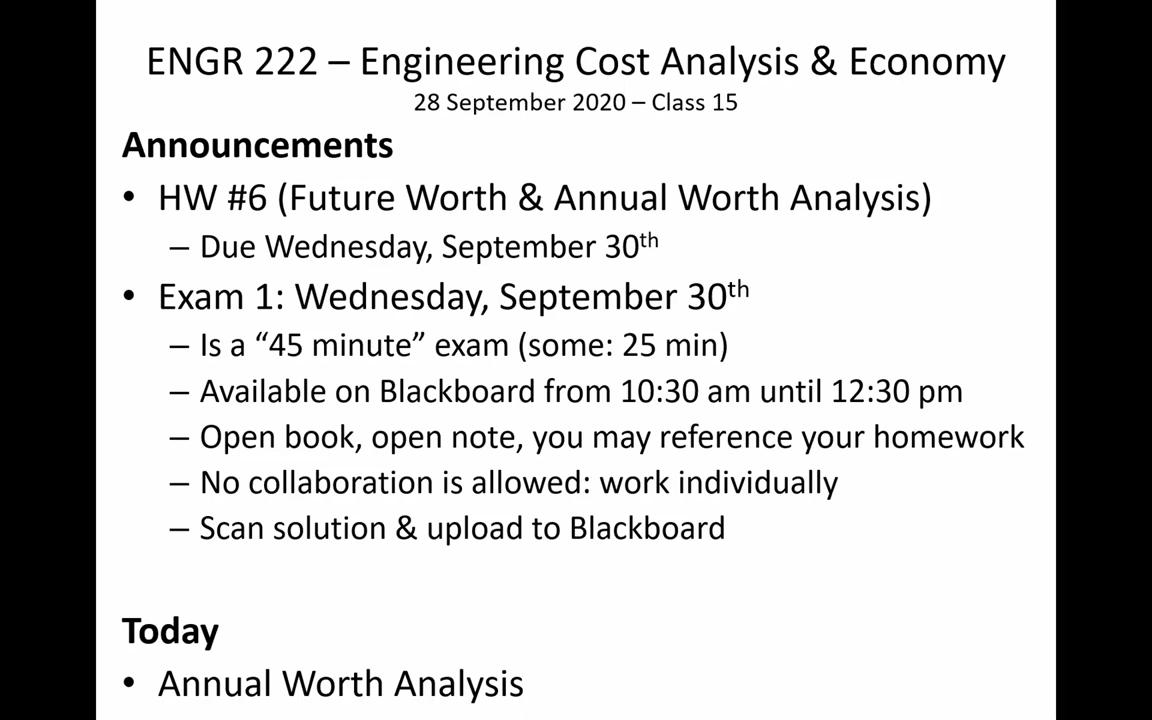 ENGR 222 – Engineering Cost Analysis & Economy
28 September 2020 – Class 15
Announcements
• HW #6 (Future Worth & Annual Worth Analysis)
– Due Wednesday, September 30th
• Exam 1: Wednesday, September 30th
– Is a “45 minute” exam (some: 25 min)
– Available on Blackboard from 10:30 am until 12:30 pm
– Open book, open note, you may reference your homework
– No collaboration is allowed: work individually
– Scan solution & upload to Blackboard
Today
• Annual Worth Analysis